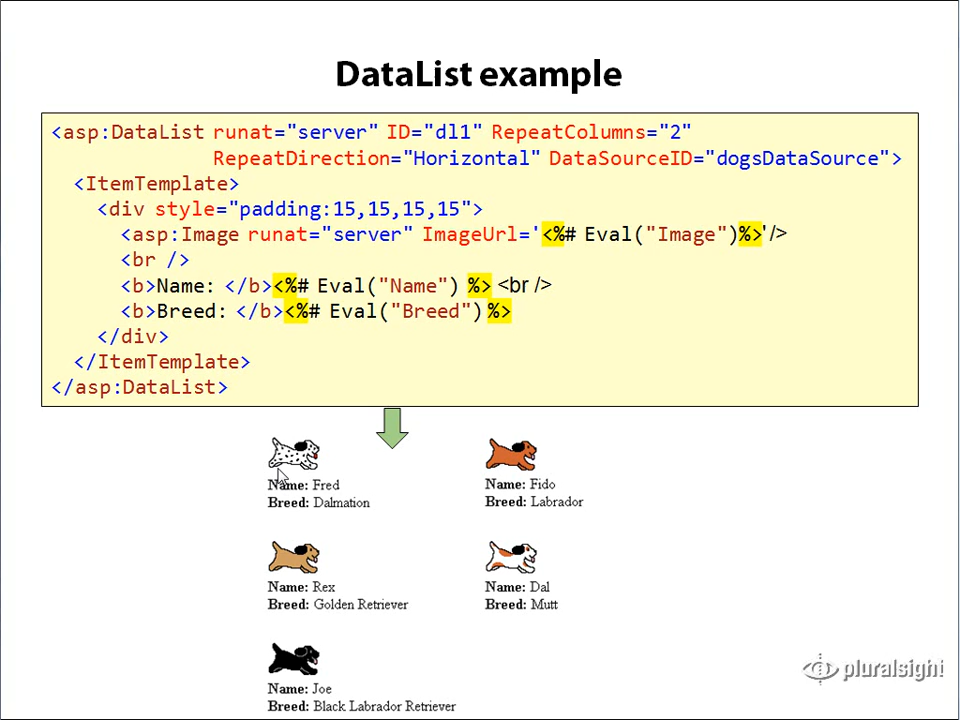 DataList example
<asp:DataList runat="server" ID="dl1" RepeatColumns="2"
RepeatDirection="Horizontal" DataSourceID="dogsDataSource">
<ItemTemplate>
<div style="padding:15,15,15,15">
<asp:Image runat="server" ImageUrl='<%# Eval("Image")%>'/>
<br />
<b>Name: </b><%# Eval("Name") %> <br />
<b>Breed: </b><%# Eval("Breed")%>
</div>
</ItemTemplate>
</asp:DataList>
Name: Fred
Breed: Dalmation
Name: Fido
Breed: Labrador
Name: Rex
Breed: Golden Retriever
Name: Dal
Breed: Mutt
Name: Joe
Breed: Black Labrador Retriever
pluralsight